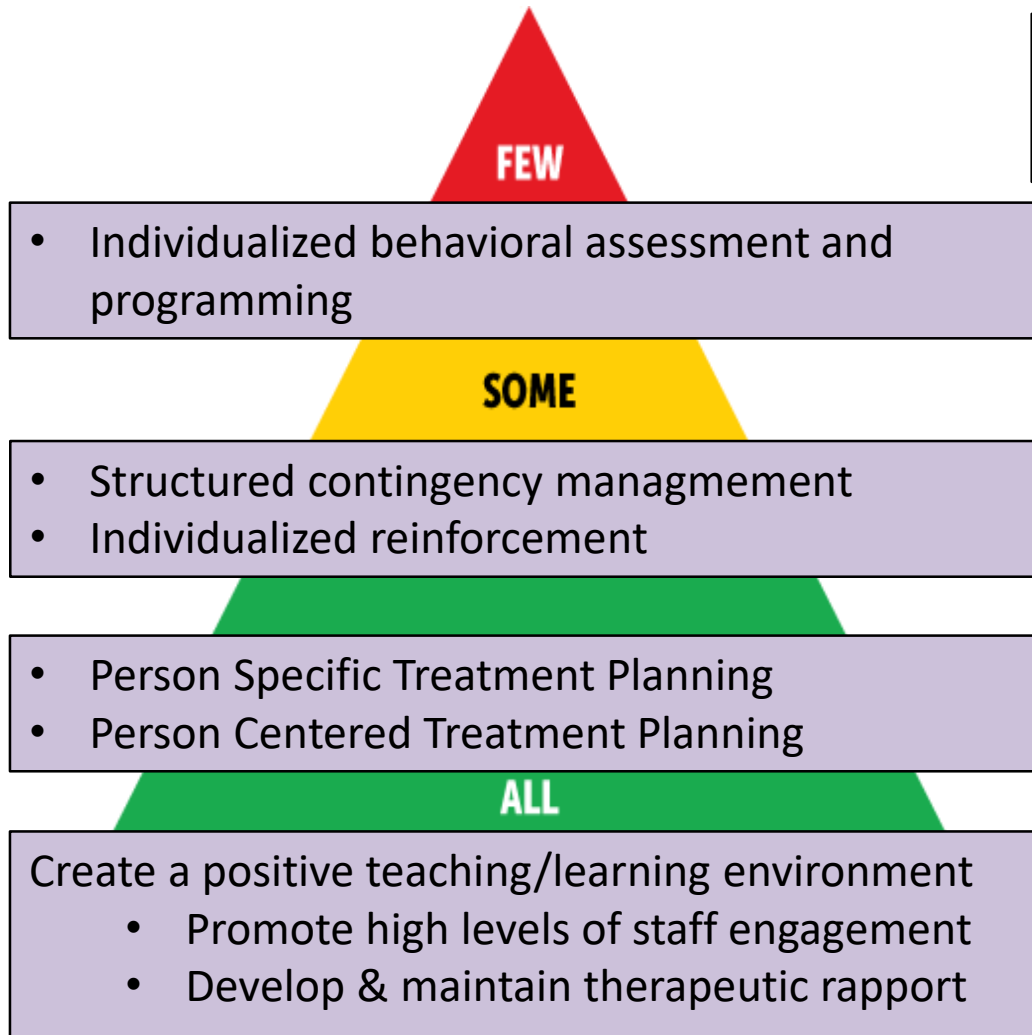 FEW
• Individualized behavioral assessment and
programming
SOME
• Structured contingency managmement
• Individualized reinforcement
• Person Specific Treatment Planning
• Person Centered Treatment Planning
ALL
Create a positive teaching/learning environment
• Promote high levels of staff engagement
• Develop & maintain therapeutic rapport